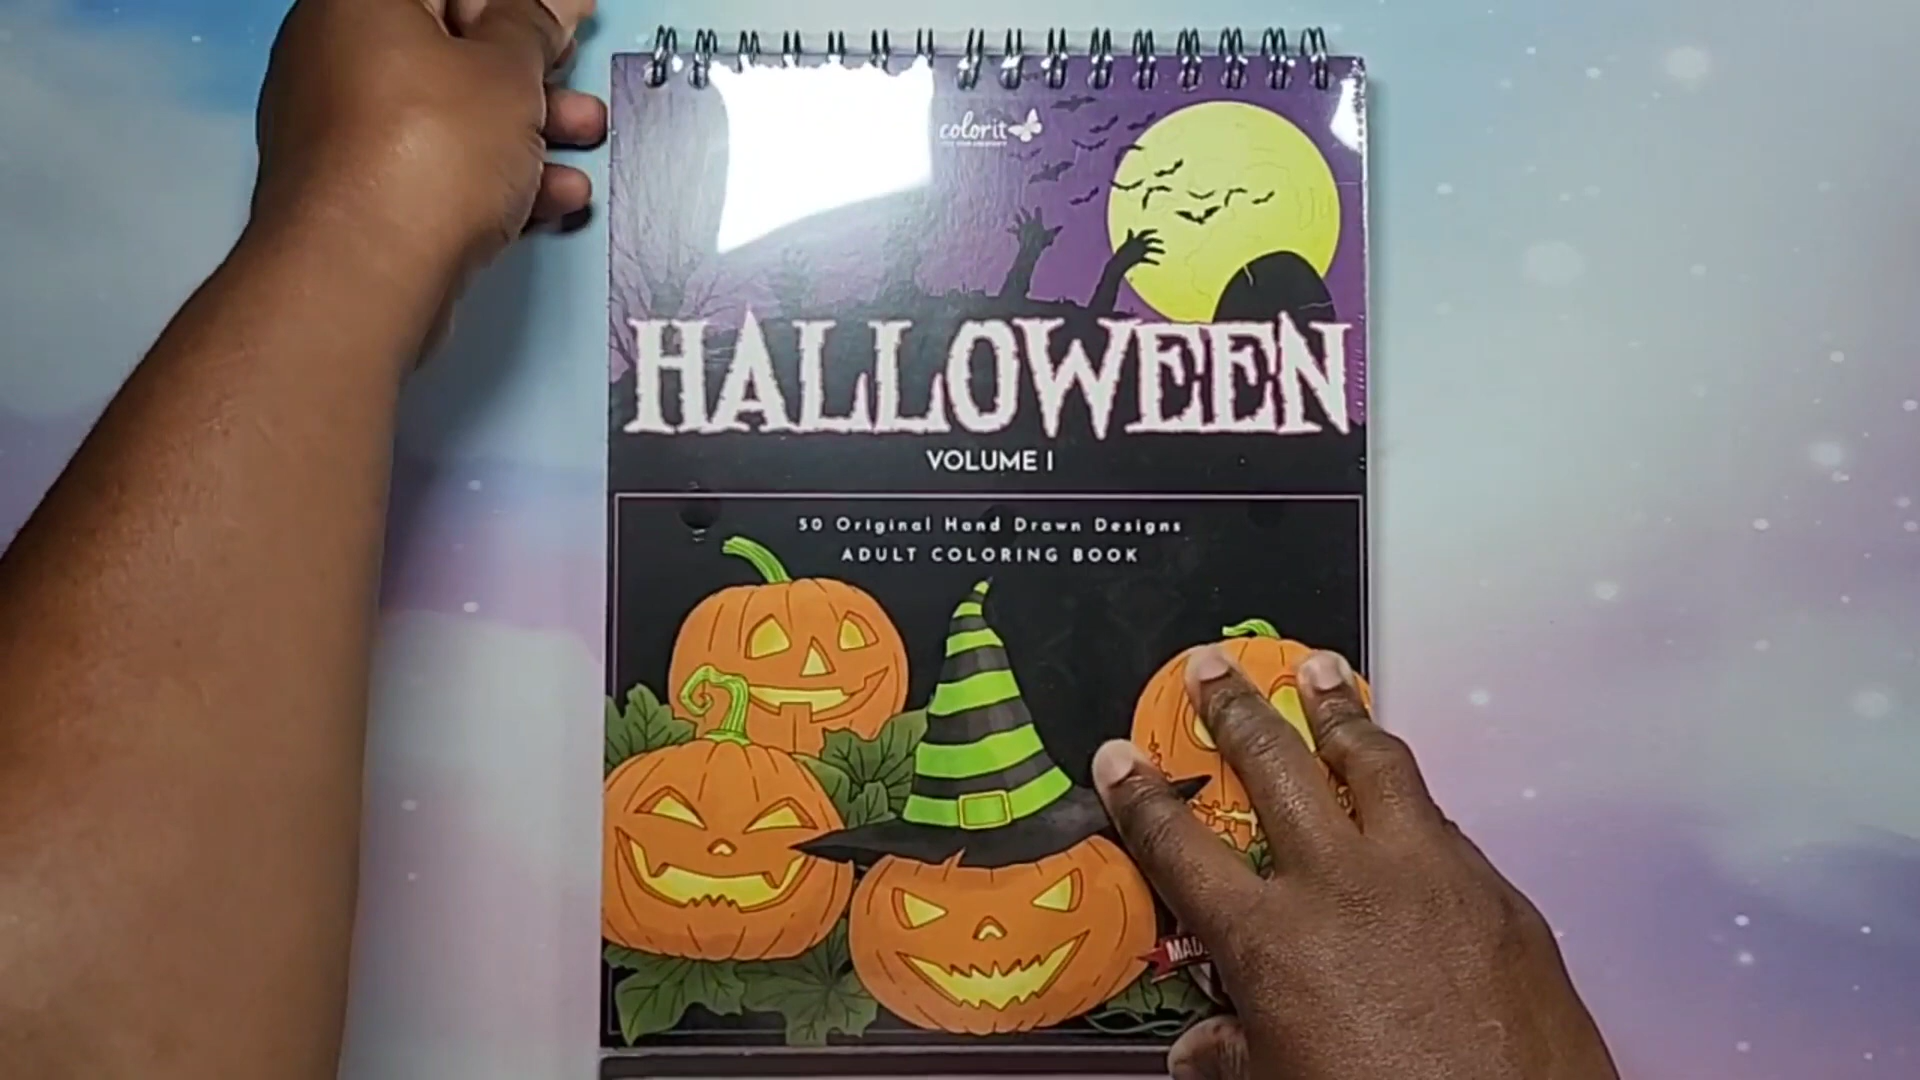 colorit
HALLOWEEN
VOLUME I
50 Original Hand Drawn Designs
ADULT COLORING BOOK